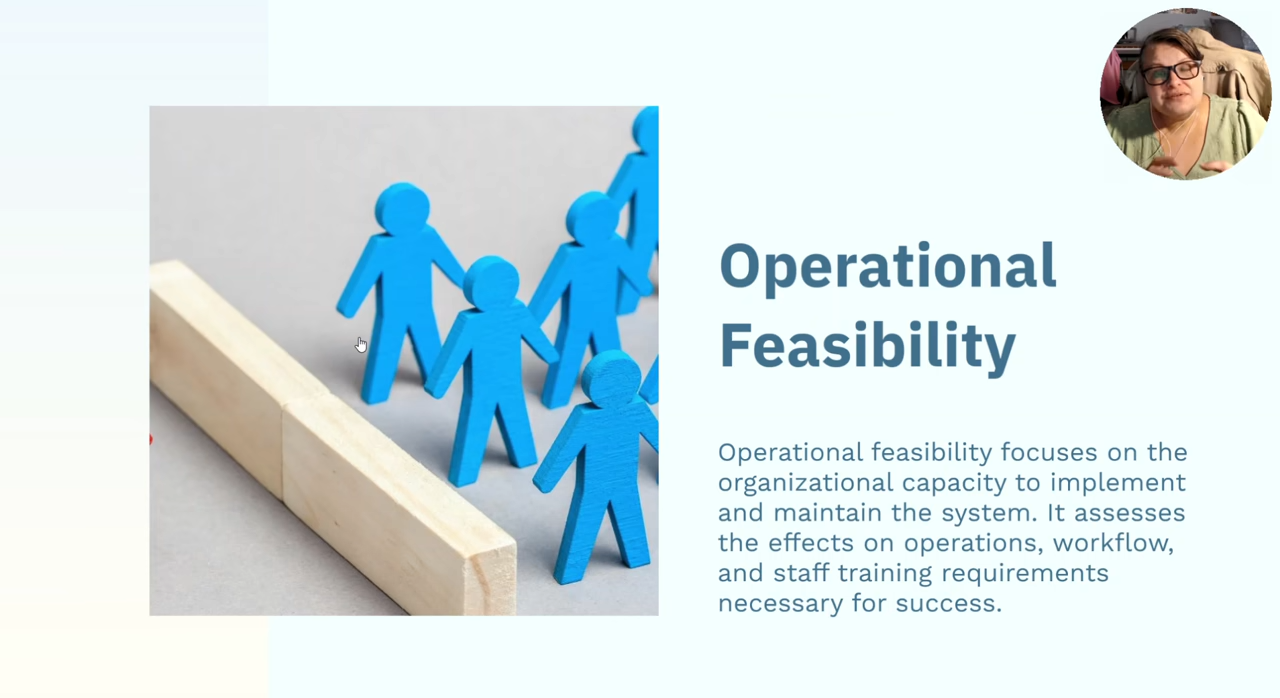 Operational
Feasibility
Operational feasibility focuses on the
organizational capacity to implement
and maintain the system. It assesses
the effects on operations, workflow,
and staff training requirements
necessary for success.